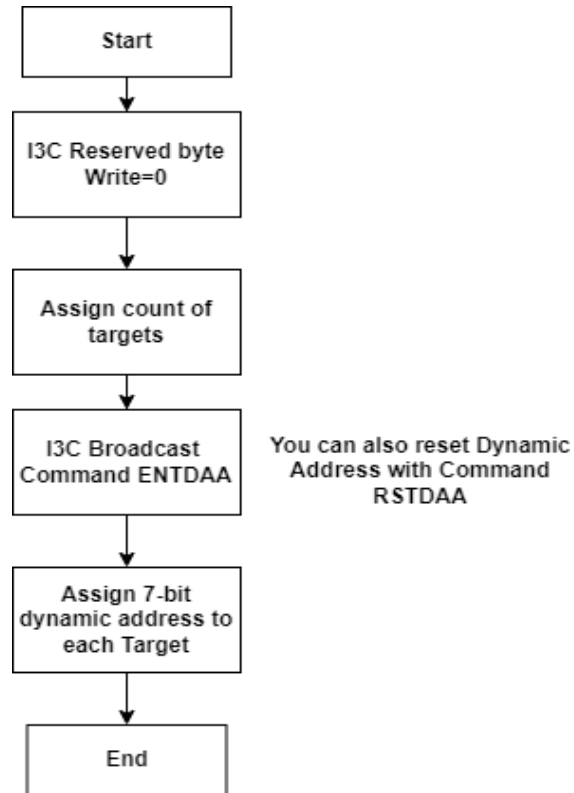 Start
I3C Reserved byte
Write=0
Assign count of
targets
I3C Broadcast
Command ENTDAA
You can also reset Dynamic
Address with Command
RSTDAA
Assign 7-bit
dynamic address to
each Target
End